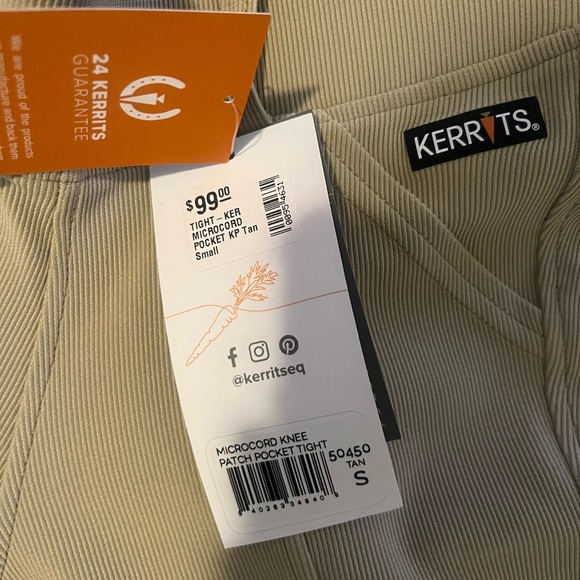 24 KERRITS
GUARANTEE
We are proud of the products
manufacture and back them
KERRITS®
$99.00
TIGHT-KER
MICROCORD
POCKET KP Tan
Small
@kerritseq
MICROCORD KNEE
PATCH POCKET TIGHT
50450
TAN
S